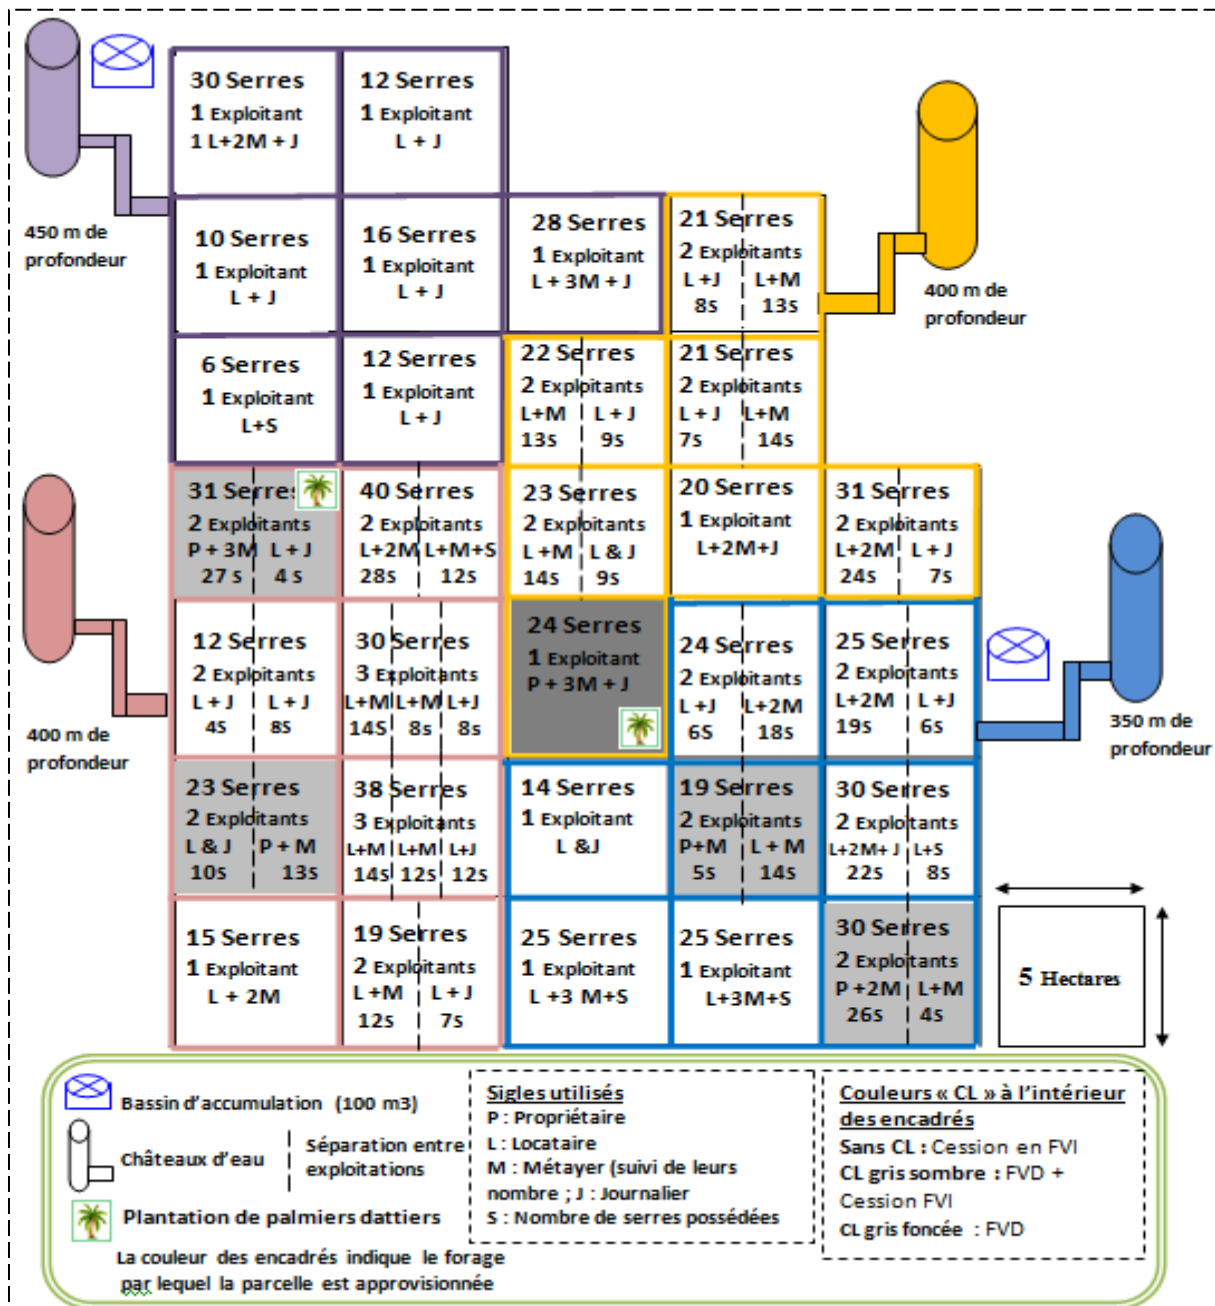 30 Serres
1 Exploitant
1 L+2M + J
12 Serres
1 Exploitant
L + J
450 m de
profondeur
10 Serres
1 Exploitant
L + J
16 Serres
1 Exploitant
L + J
28 Serres
1 Exploitant
L + 3M + J
21 Serres
2 Exploitants
L +J L+M
8s 13s
400 m de
profondeur
6 Serres
1 Exploitant
L+S
12 Serres
1 Exploitant
L + J
22 Serres
2 Exploitants
L+M L + J
13s 9s
21 Serres
2 Exploitants
L + J L+M
7s 14s
31 Serres
2 Exploitants
P + 3M L + J
27 s 4 s
40 Serres
2 Exploitants
L+2M L+M+S
28s 12s
23 Serres
2 Exploitants
L +M L & J
14s 9s
20 Serres
1 Exploitant
L+2M+J
31 Serres
2 Exploitants
L+2M L + J
24s 7s
12 Serres
2 Exploitants
L + J L + J
4S 8s
30 Serres
3 Exploitants
L+M L+M L+J
14S 8s 8s
24 Serres
1 Exploitant
P + 3M + J
24 Serres
2 Exploitants
L +J L+2M
6S 18s
25 Serres
2 Exploitants
L+2M L +J
19s 6s
400 m de
profondeur
350 m de
profondeur
23 Serres
2 Exploitants
L & J P + M
10s 13s
38 Serres
3 Exploitants
L+M L+M L+J
14s 12s 12s
14 Serres
1 Exploitant
L &J
19 Serres
2 Exploitants
P+M L + M
5s 14s
30 Serres
2 Exploitants
L+2M+ J L+S
22s 8s
15 Serres
1 Exploitant
L + 2M
19 Serres
2 Exploitants
L +M L + J
12s 7s
25 Serres
1 Exploitant
L +3 M+S
25 Serres
1 Exploitant
L+3M+S
30 Serres
2 Exploitants
P +2M L+M
26s 4s
5 Hectares
Bassin d’accumulation (100 m3)
Châteaux d’eau
Séparation entre
exploitations
Plantation de palmiers dattiers
La couleur des encadrés indique le forage
par lequel la parcelle est approvisionnée
Sigles utilisés
P : Propriétaire
L : Locataire
M : Métayer (suivi de leurs
nombre ; J : Journalier
S : Nombre de serres possédées
Couleurs « CL » à l’intérieur
des encadrés
Sans CL : Cession en FVI
CL gris sombre : FVD +
Cession FVI
CL gris foncée : FVD